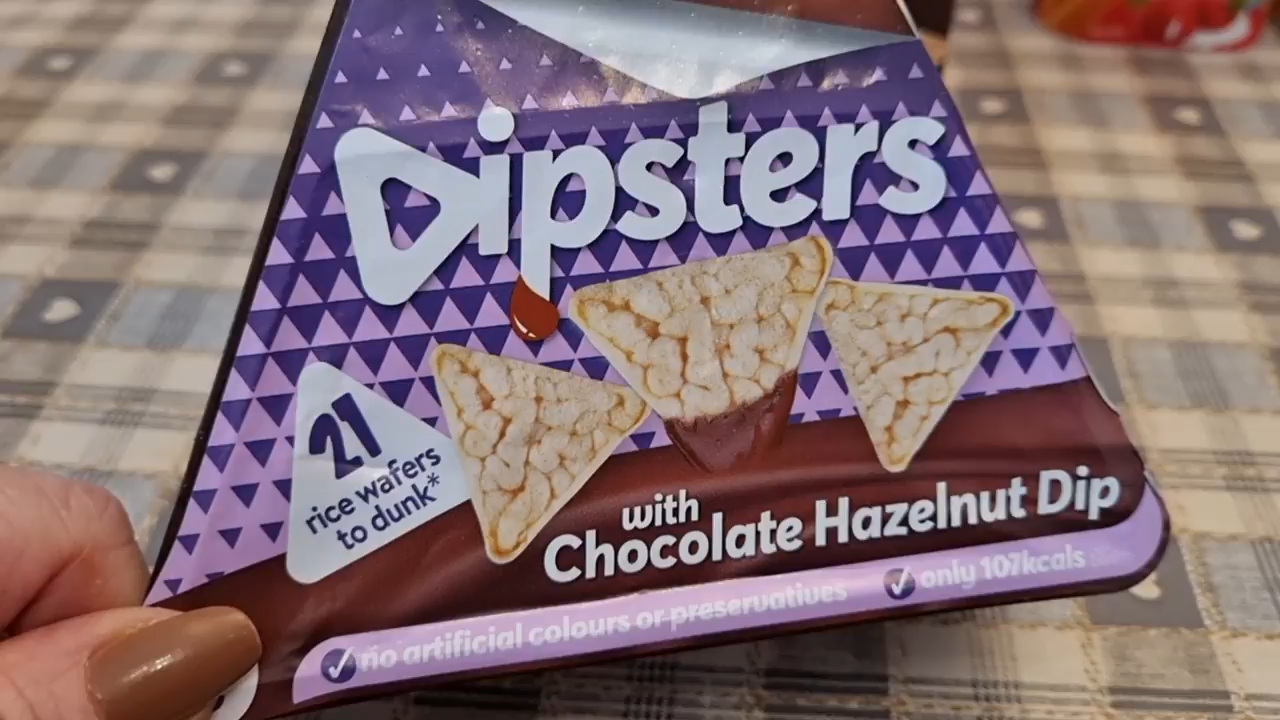 Dipsters
21
rice wafers
to dunk*
with
Chocolate Hazelnut Dip
no artificial colours or preservatives
only 107kcals